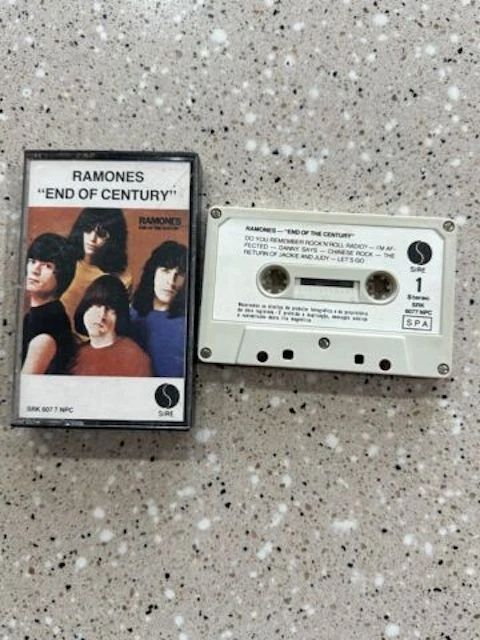 RAMONES
"END OF CENTURY"
RAMONES
END OF THE CENTURY
SRK 607 7 NPC
SIRE
RAMONES — "END OF THE CENTURY"
DO YOU REMEMBER ROCK'N'ROLL RADIO? — I'M AF-
FECTED — DANNY SAYS — CHINESE ROCK — THE
RETURN OF JACKIE AND JUDY — LET'S GO
SIRE
1
Stereo
SRK
6077 NPC
SPA